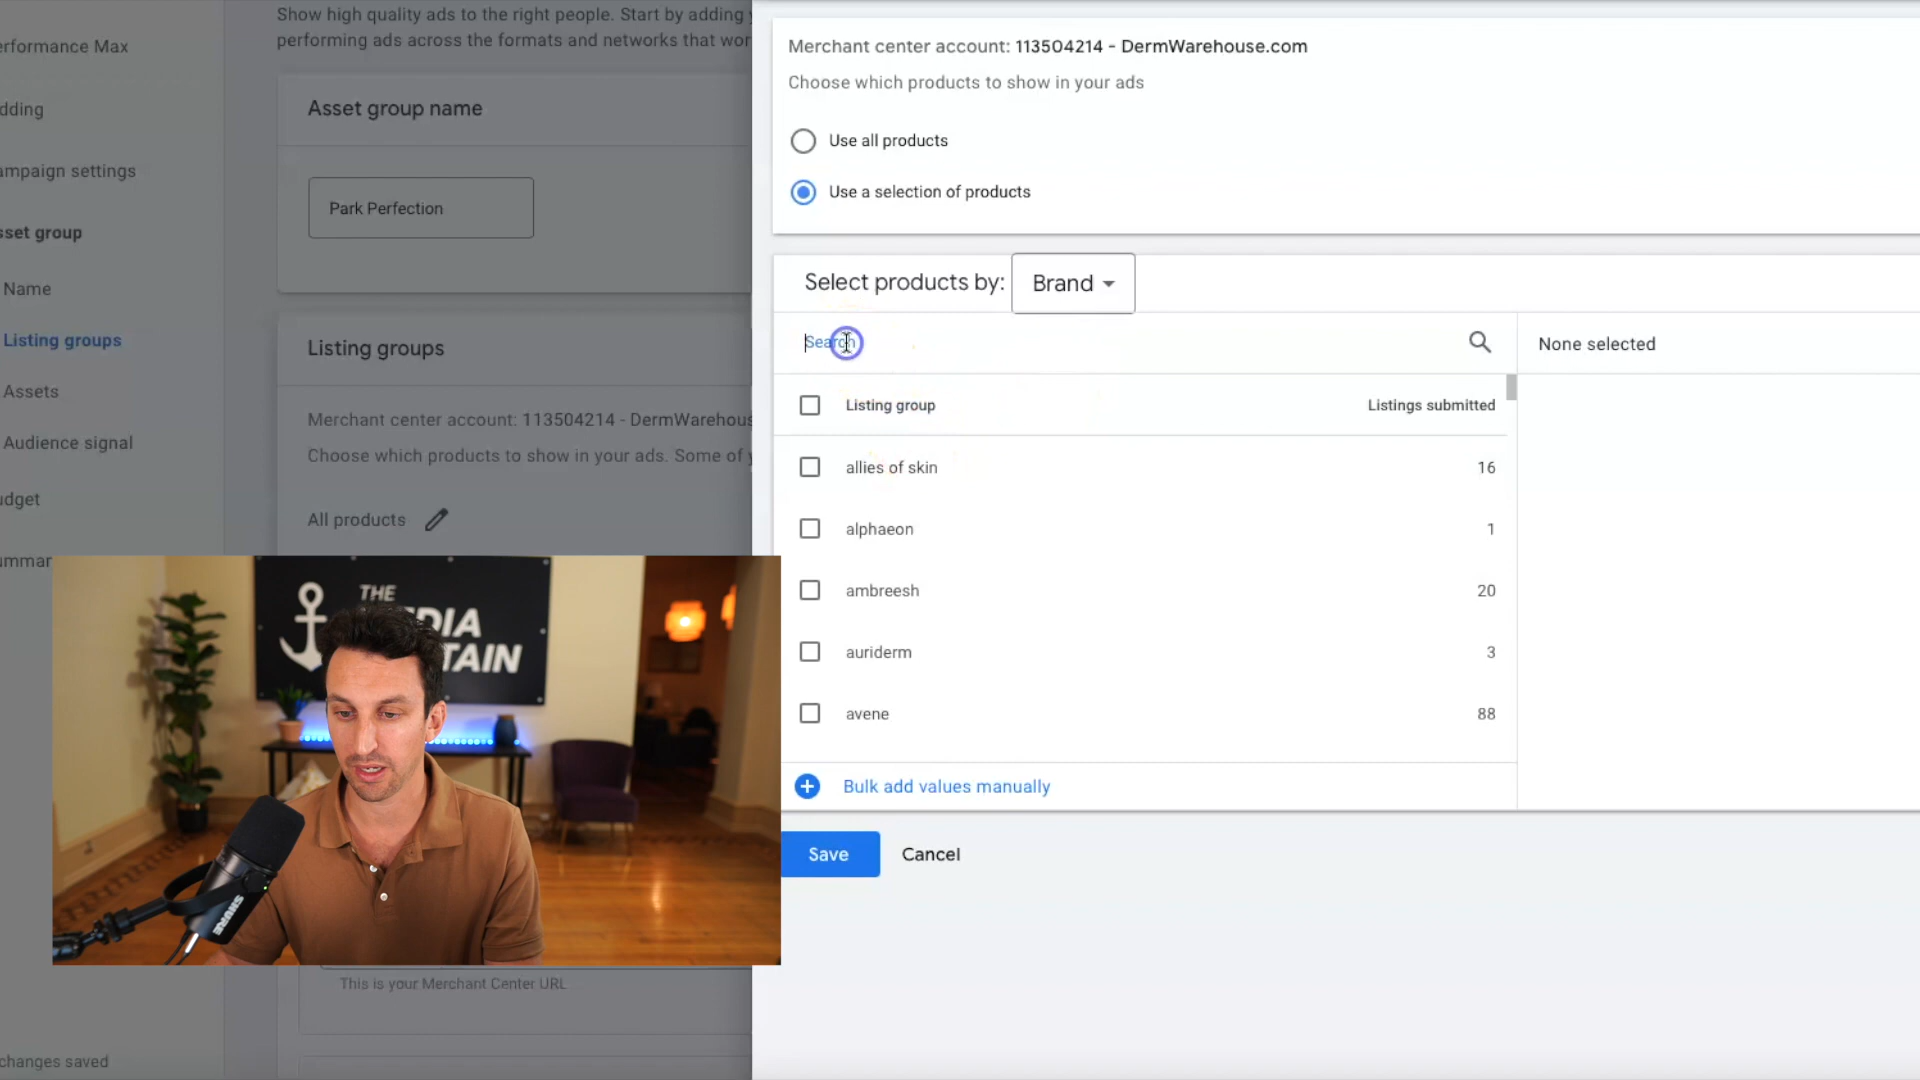 erformance Max
dding
ampaign settings
sset group
Name
Listing groups
Assets
Audience signal
udget
ummar
changes saved
Show high quality ads to the right people. Start by adding y
performing ads across the formats and networks that wor
Asset group name
Park Perfection
Listing groups
Merchant center account: 113504214 - DermWarehous
Choose which products to show in your ads. Some of y
All products
This is your Merchant Center URL
Merchant center account: 113504214 - DermWarehouse.com
Choose which products to show in your ads
Use all products
Use a selection of products
Select products by: Brand
Search
None selected
Listing group Listings submitted
allies of skin 16
alphaeon 1
ambreesh 20
auriderm 3
avene 88
Bulk add values manually
Save Cancel
THE
EDIA
TAIN
SHURE